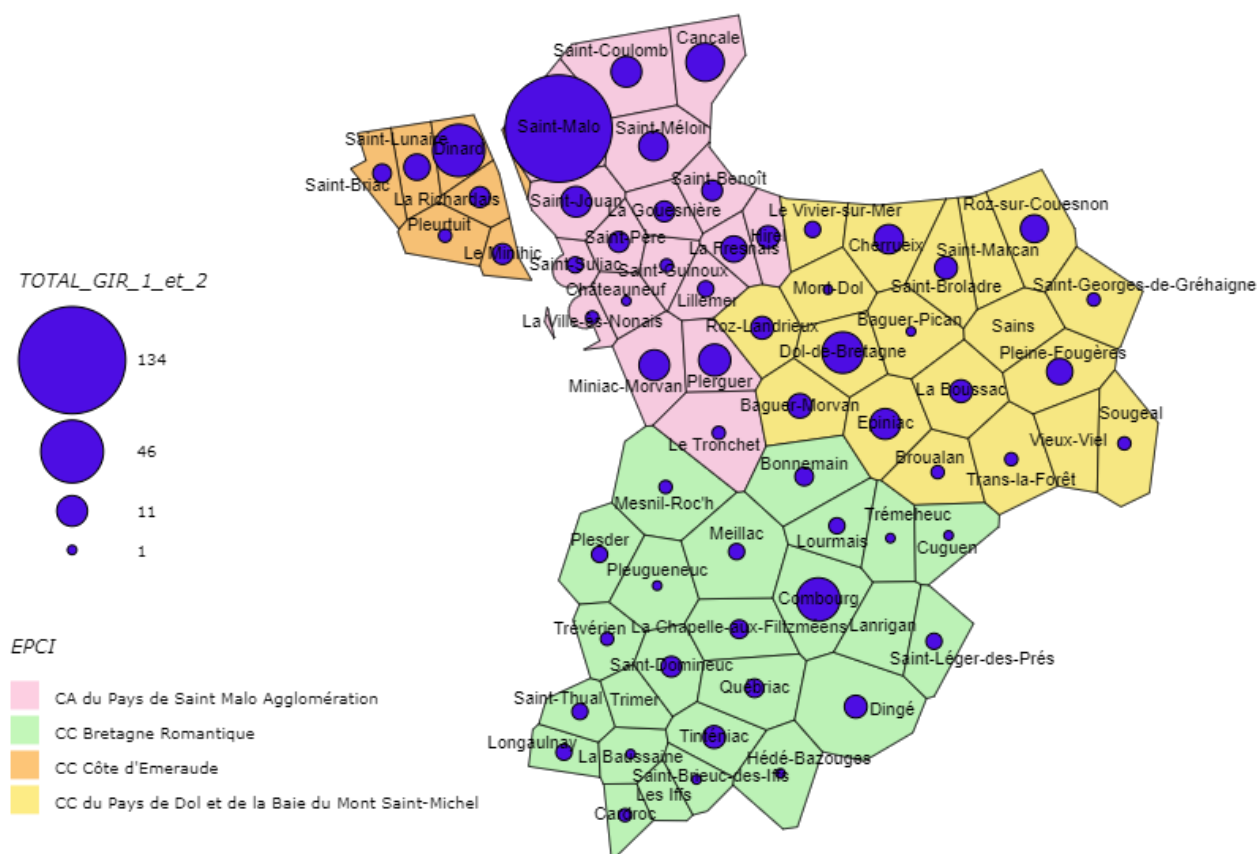 Cancale
Saint-Coulomb
Saint-Malo
Saint-Méloir
Saint-Lunaire
Dinard
Saint-Briac
La Richardais
Pleurtuit
Le Minihic
Saint-Benoît
Saint-Jouan
La Gouesnière
Saint-Père
La Fresnais
Hirel
Saint-Suliac
Saint-Guinoux
Châteauneuf
Lillemer
La Ville-ès-Nonais
Miniac-Morvan
Plerguer
Le Tronchet
Le Vivier-sur-Mer
Cherrueix
Roz-sur-Couesnon
Saint-Marcan
Saint-Broladre
Mont-Dol
Saint-Georges-de-Gréhaigne
Roz-Landrieux
Baguer-Pican
Sains
Dol-de-Bretagne
Pleine-Fougères
La Boussac
Baguer-Morvan
Epiniac
Sougeal
Vieux-Viel
Broualan
Trans-la-Forêt
TOTAL_GIR_1_et_2
134
46
11
1
Bonnemain
Mesnil-Roc'h
Trémeheuc
Lourmais
Cuguen
Meillac
Plesder
Pleugueneuc
Combourg
Lanrigan
Trévérien
La Chapelle-aux-Filtzméens
Saint-Léger-des-Prés
Saint-Domineuc
Québriac
Saint-Thual
Trimer
Dingé
Longaulnay
Tinténiac
La Baussaine
Hédé-Bazouges
Saint-Brieuc-des-Iffs
Les Iffs
Cardroc
EPCI
CA du Pays de Saint Malo Agglomération
CC Bretagne Romantique
CC Côte d'Emeraude
CC du Pays de Dol et de la Baie du Mont Saint-Michel